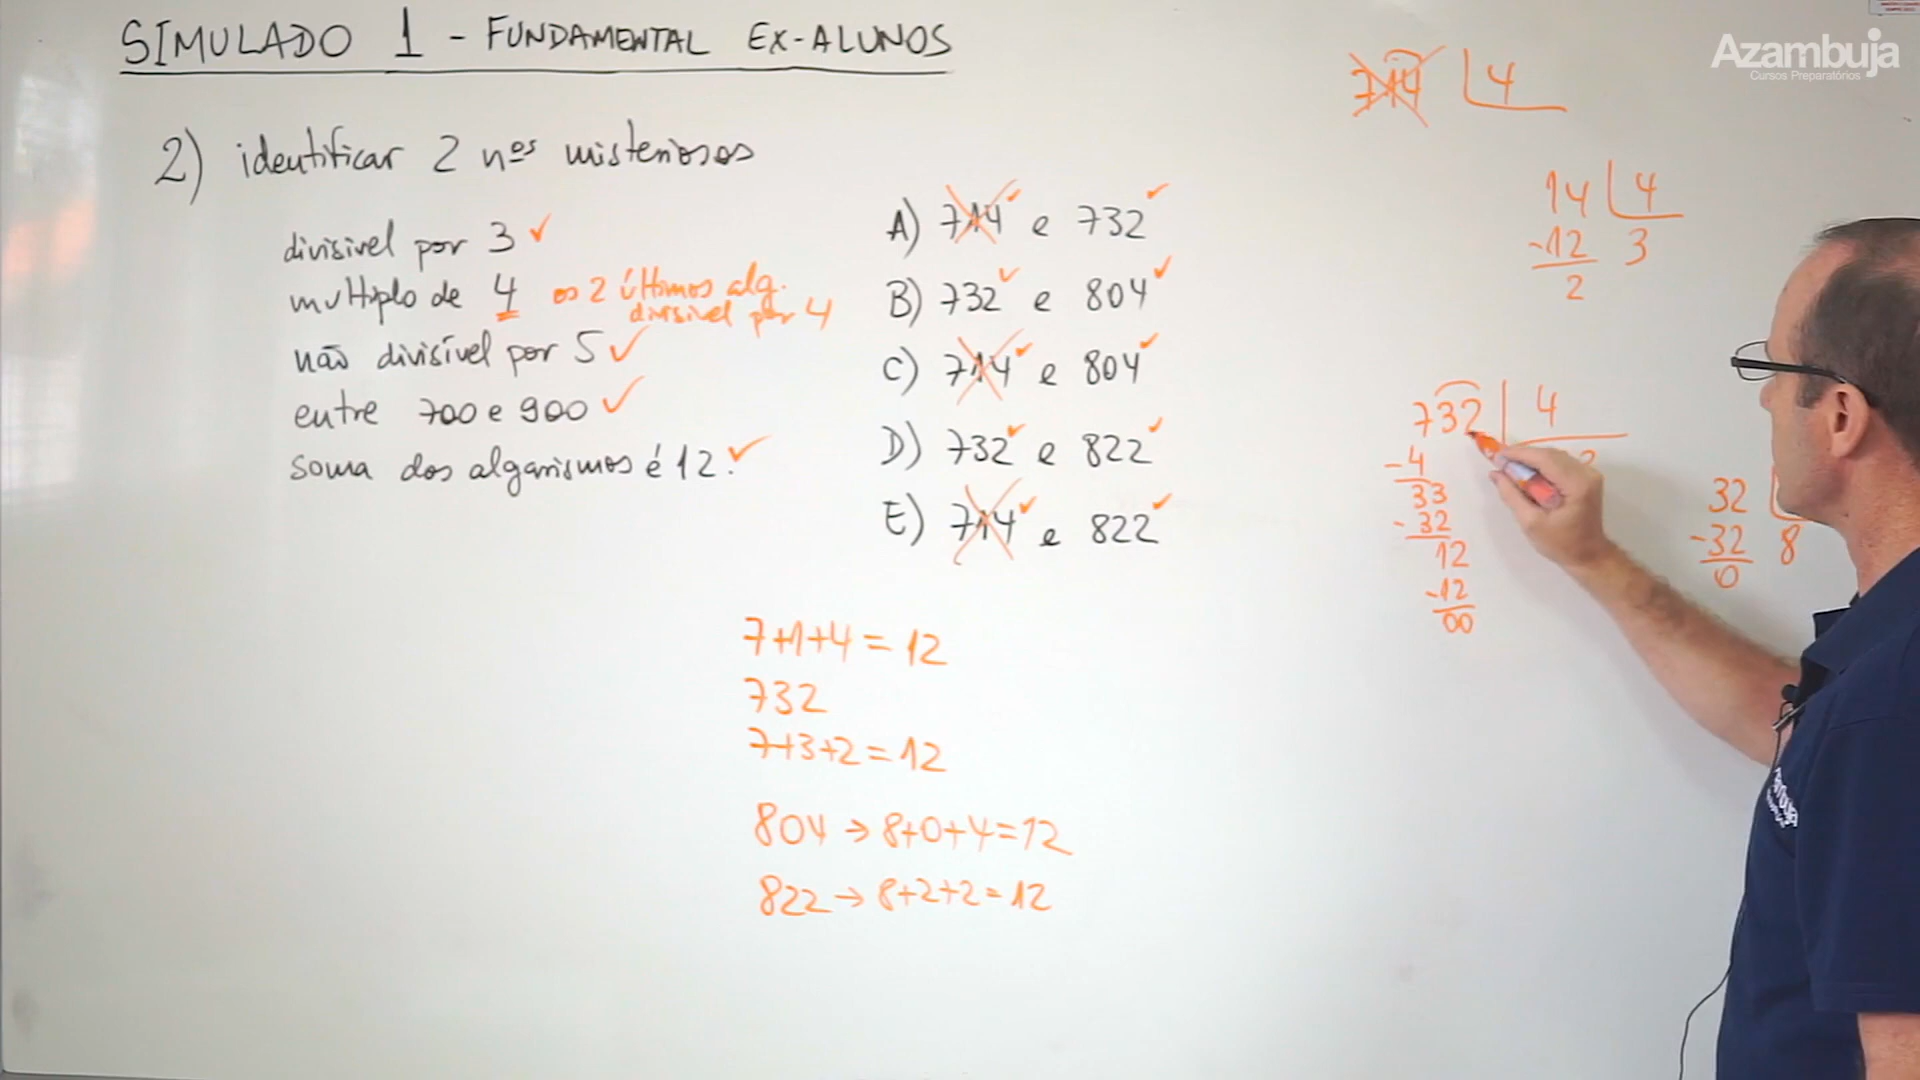 SIMULADO 1 - FUNDAMENTAL EX-ALUNOS
Azambuja
Cursos Preparatórios
2) identificar 2 nos misteriosos
divisivel por 3 ✓
multiplo de 4 os 2 últimos alg.
divisivel por 4
não divisível por 5 ✓
entre 700 e 900 ✓
soma dos algarismos é 12. ✓
A) 714 ✓ e 732 ✓
B) 732 ✓ e 804 ✓
C) 714 ✓ e 804 ✓
D) 732 ✓ e 822 ✓
E) 714 ✓ e 822 ✓
7+1+4 = 12
732
7+3+2 = 12
804 → 8+0+4=12
822 → 8+2+2=12
714 4
14 4
-12 3
2
732 4
-4
33
-32
12
-12
00
32
-32 8
0